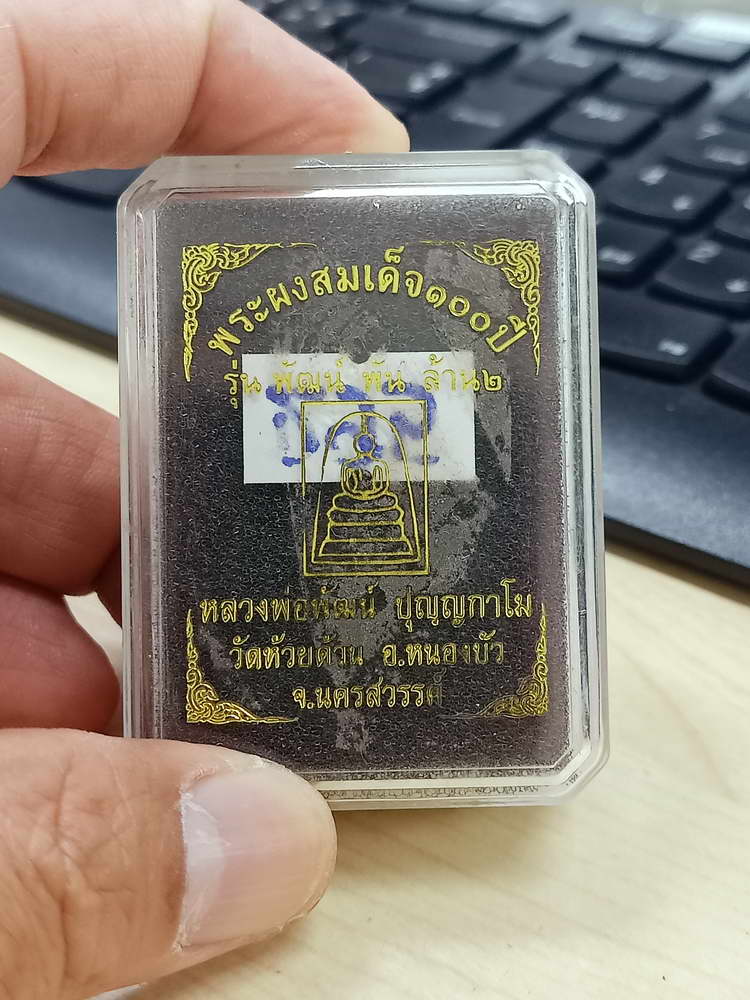 พระผงสมเด็จ๑๐๐ปี
รุ่น พัฒน์ พัน ล้าน๒
หลวงพ่อพัฒน์ ปุญญกาโม
วัดห้วยด้วน อ.หนองบัว
จ.นครสวรรค์